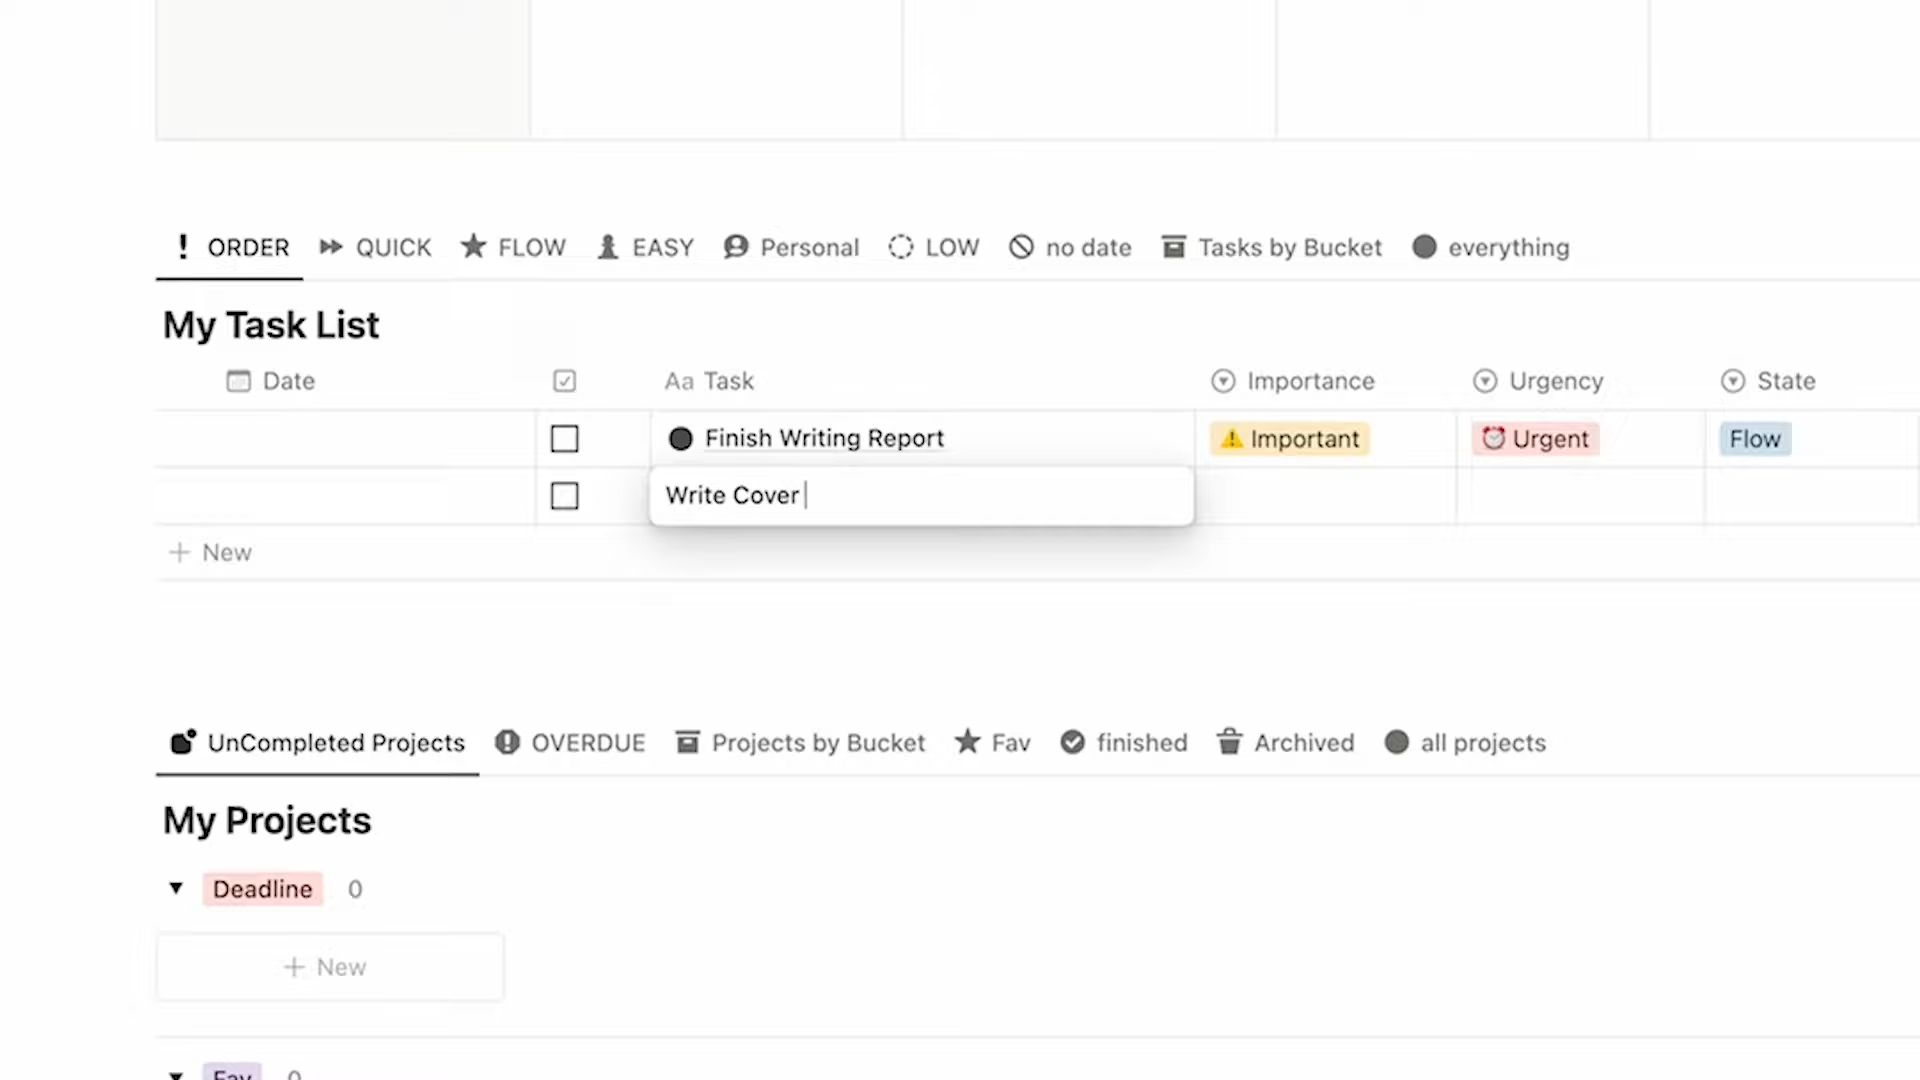 ORDER QUICK FLOW EASY Personal LOW no date Tasks by Bucket everything
My Task List
Date Aa Task Importance Urgency State
Finish Writing Report Important Urgent Flow
Write Cover
+ New
UnCompleted Projects OVERDUE Projects by Bucket Fav finished Archived all projects
My Projects
Deadline 0
+ New
Fav 0